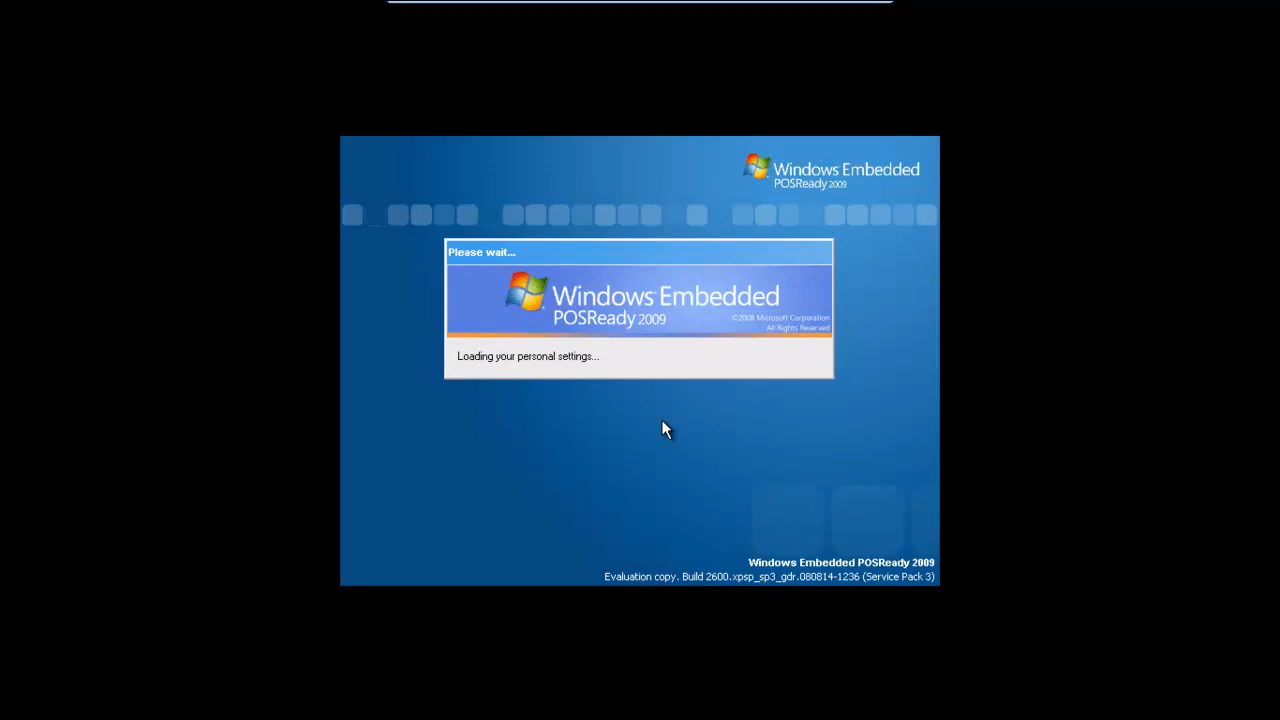 Windows Embedded
POSReady 2009
Please wait...
Windows Embedded
POSReady 2009
©2008 Microsoft Corporation
All Rights Reserved
Loading your personal settings...
Windows Embedded POSReady 2009
Evaluation copy. Build 2600.xpsp_sp3_gdr.080814-1236 (Service Pack 3)